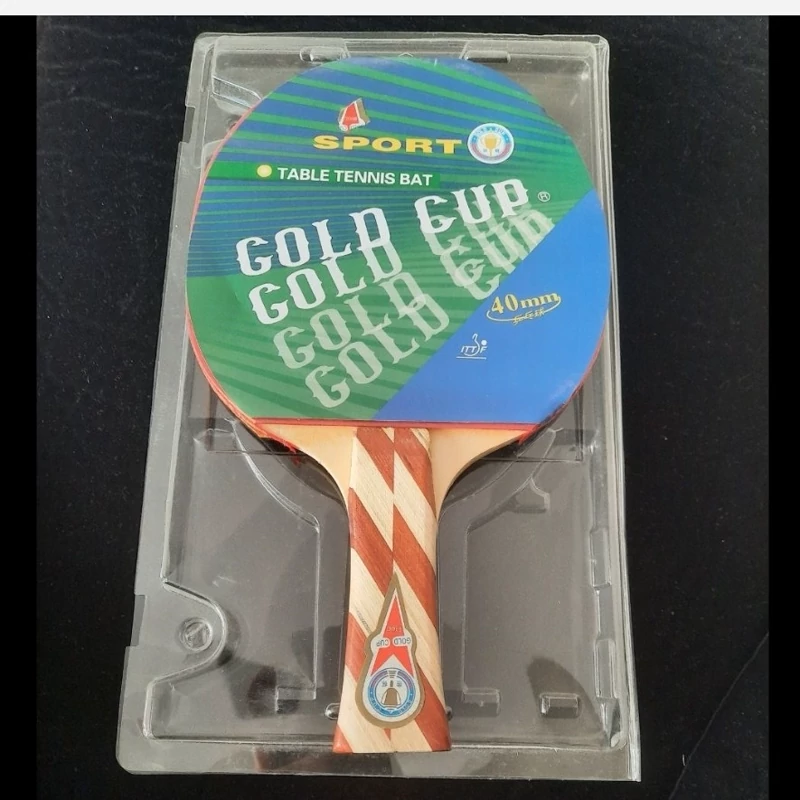 SPORT
TABLE TENNIS BAT
GOLD CUP®
GOLD CUP
GOLD CUP
GOLD CUP
40mm
ITTF
GOLD CUP